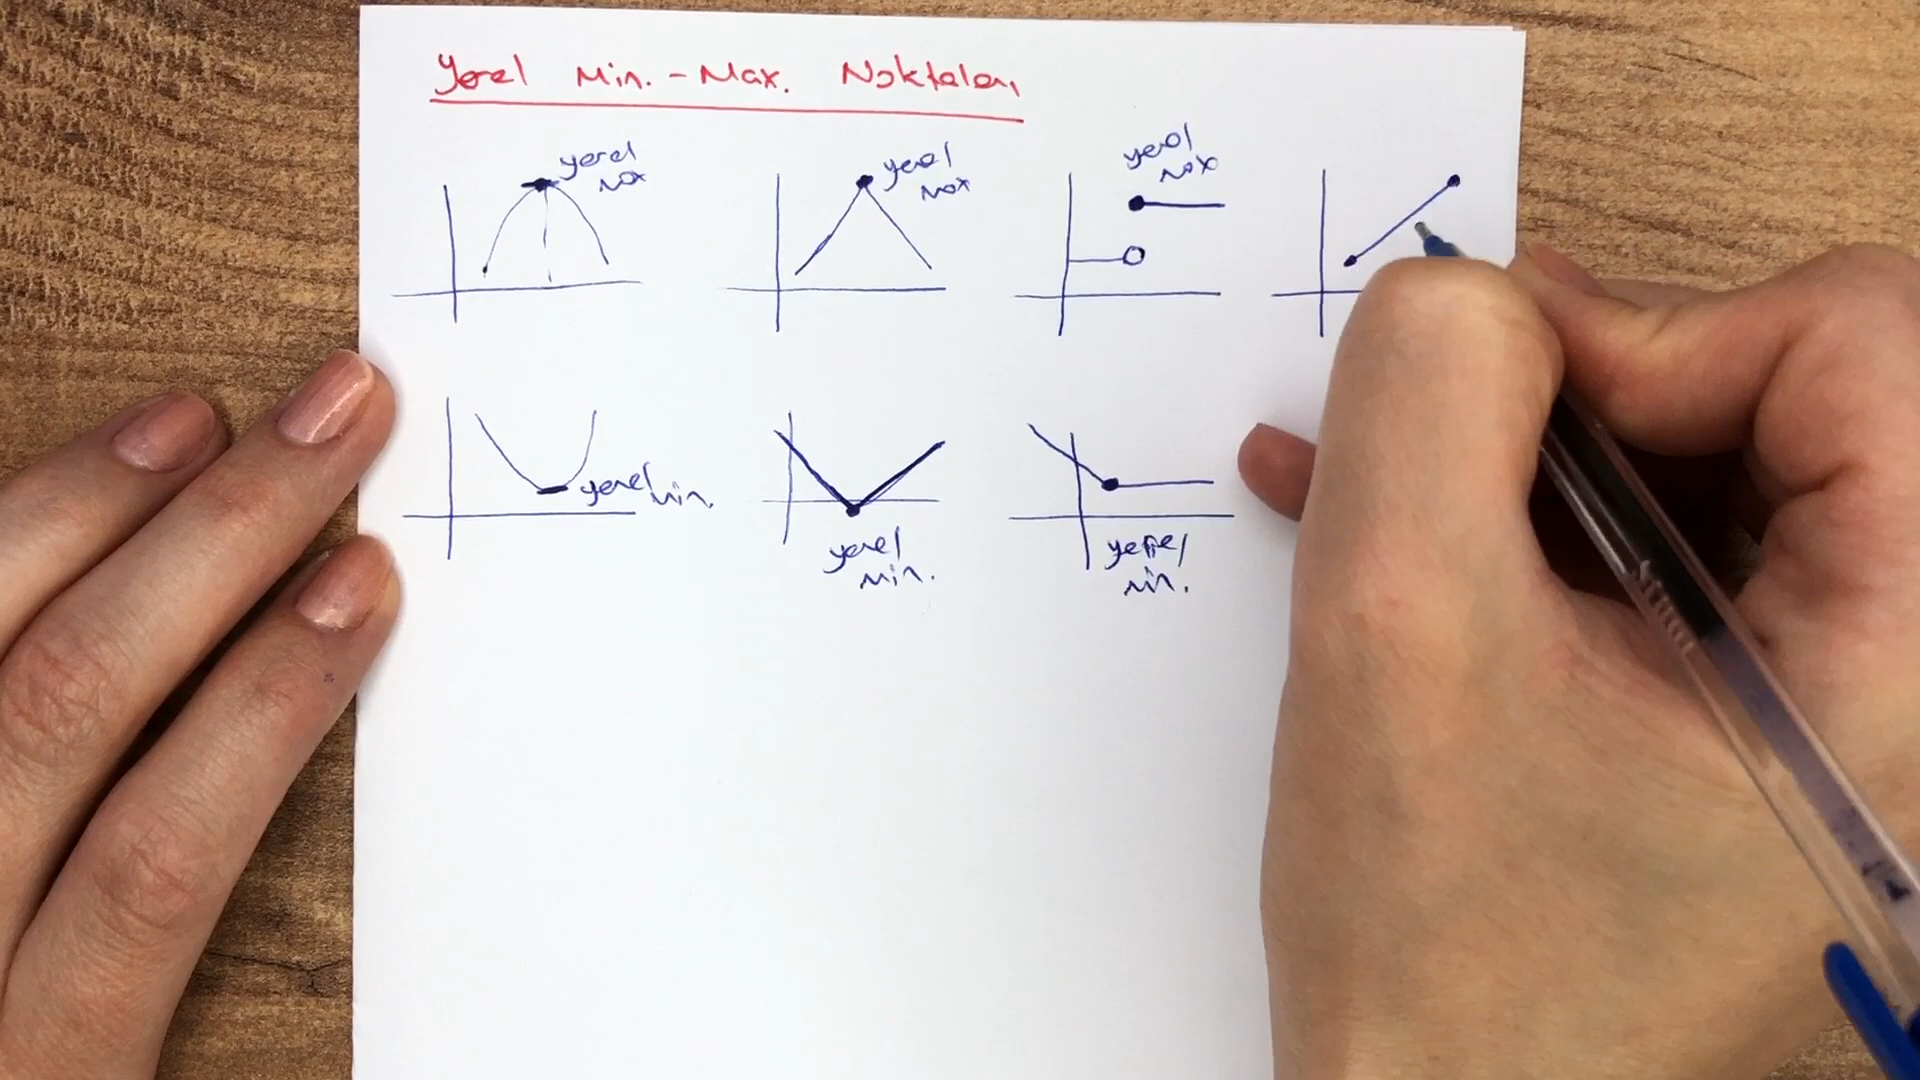 Yerel Min. - Max. Noktaları
yerel
max
yerel
max
yerel
max
yerel min.
yerel
min.
yerel
min.